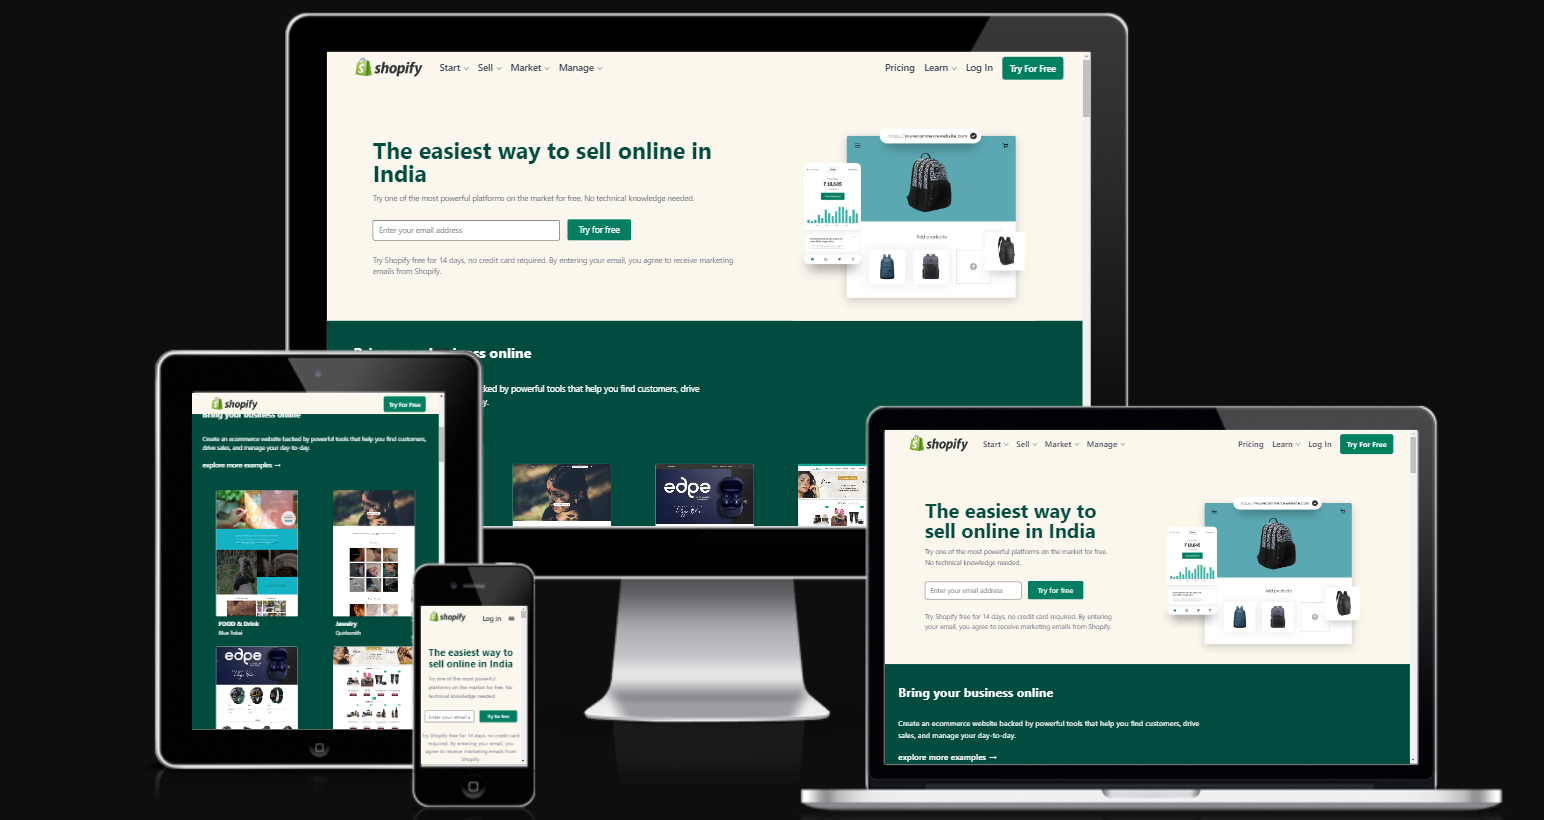 shopify Start Sell Market Manage Pricing Learn Log In Try For Free
The easiest way to sell online in
India
Try one of the most powerful platforms on the market for free. No technical knowledge needed.
Enter your email address Try for free
Try Shopify free for 14 days, no credit card required. By entering your email, you agree to receive marketing
emails from Shopify.
https://yourecommercewebsite.com
₹ 18,645
Add products
ss online
ked by powerful tools that help you find customers, drive
y.
edpe
shopify Try For Free
Bring your business online
Create an ecommerce website backed by powerful tools that help you find customers,
drive sales, and manage your day-to-day.
explore more examples →
FOOD & Drink
Blue Tokai
Jewelry
Quirksmith
edpe
shopify Log in
The easiest way to
sell online in India
Try one of the most powerful
platforms on the market for free. No
technical knowledge needed.
Enter your email a Try for free
Try Shopify free for 14 days, no credit card
required. By entering your email, you
agree to receive marketing emails from
Shopify.
shopify Start Sell Market Manage Pricing Learn Log In Try For Free
The easiest way to
sell online in India
Try one of the most powerful platforms on the market for free.
No technical knowledge needed.
Enter your email address Try for free
Try Shopify free for 14 days, no credit card required. By entering
your email, you agree to receive marketing emails from Shopify.
https://yourecommercewebsite.com
₹ 18,645
Add products
Bring your business online
Create an ecommerce website backed by powerful tools that help you find customers, drive
sales, and manage your day-to-day.
explore more examples →